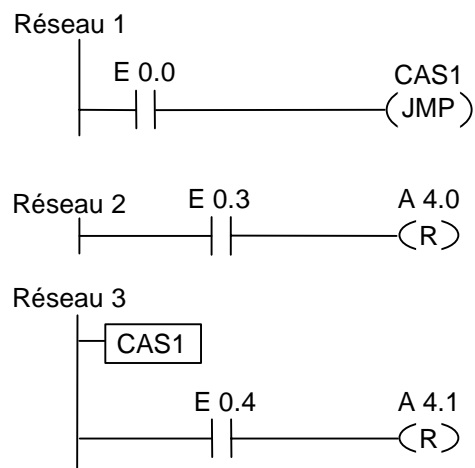 Réseau 1
E 0.0 CAS1
JMP
Réseau 2 E 0.3 A 4.0
R
Réseau 3
CAS1
E 0.4 A 4.1
R